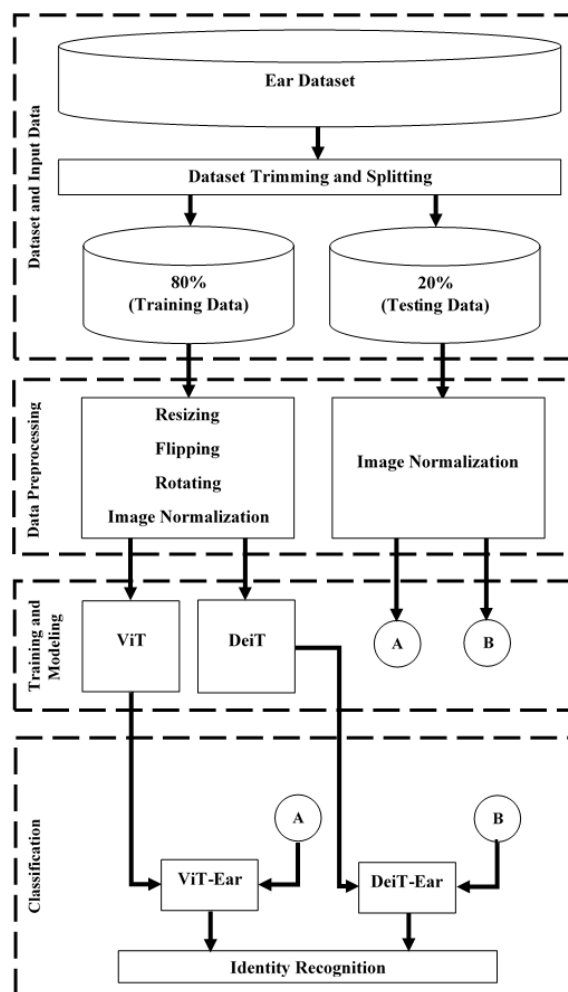 Dataset and Input Data
Ear Dataset
Dataset Trimming and Splitting
80%
(Training Data)
20%
(Testing Data)
Data Preprocessing
Resizing
Flipping
Rotating
Image Normalization
Image Normalization
Training and
Modeling
ViT
DeiT
A
B
Classification
A
B
ViT-Ear
DeiT-Ear
Identity Recognition